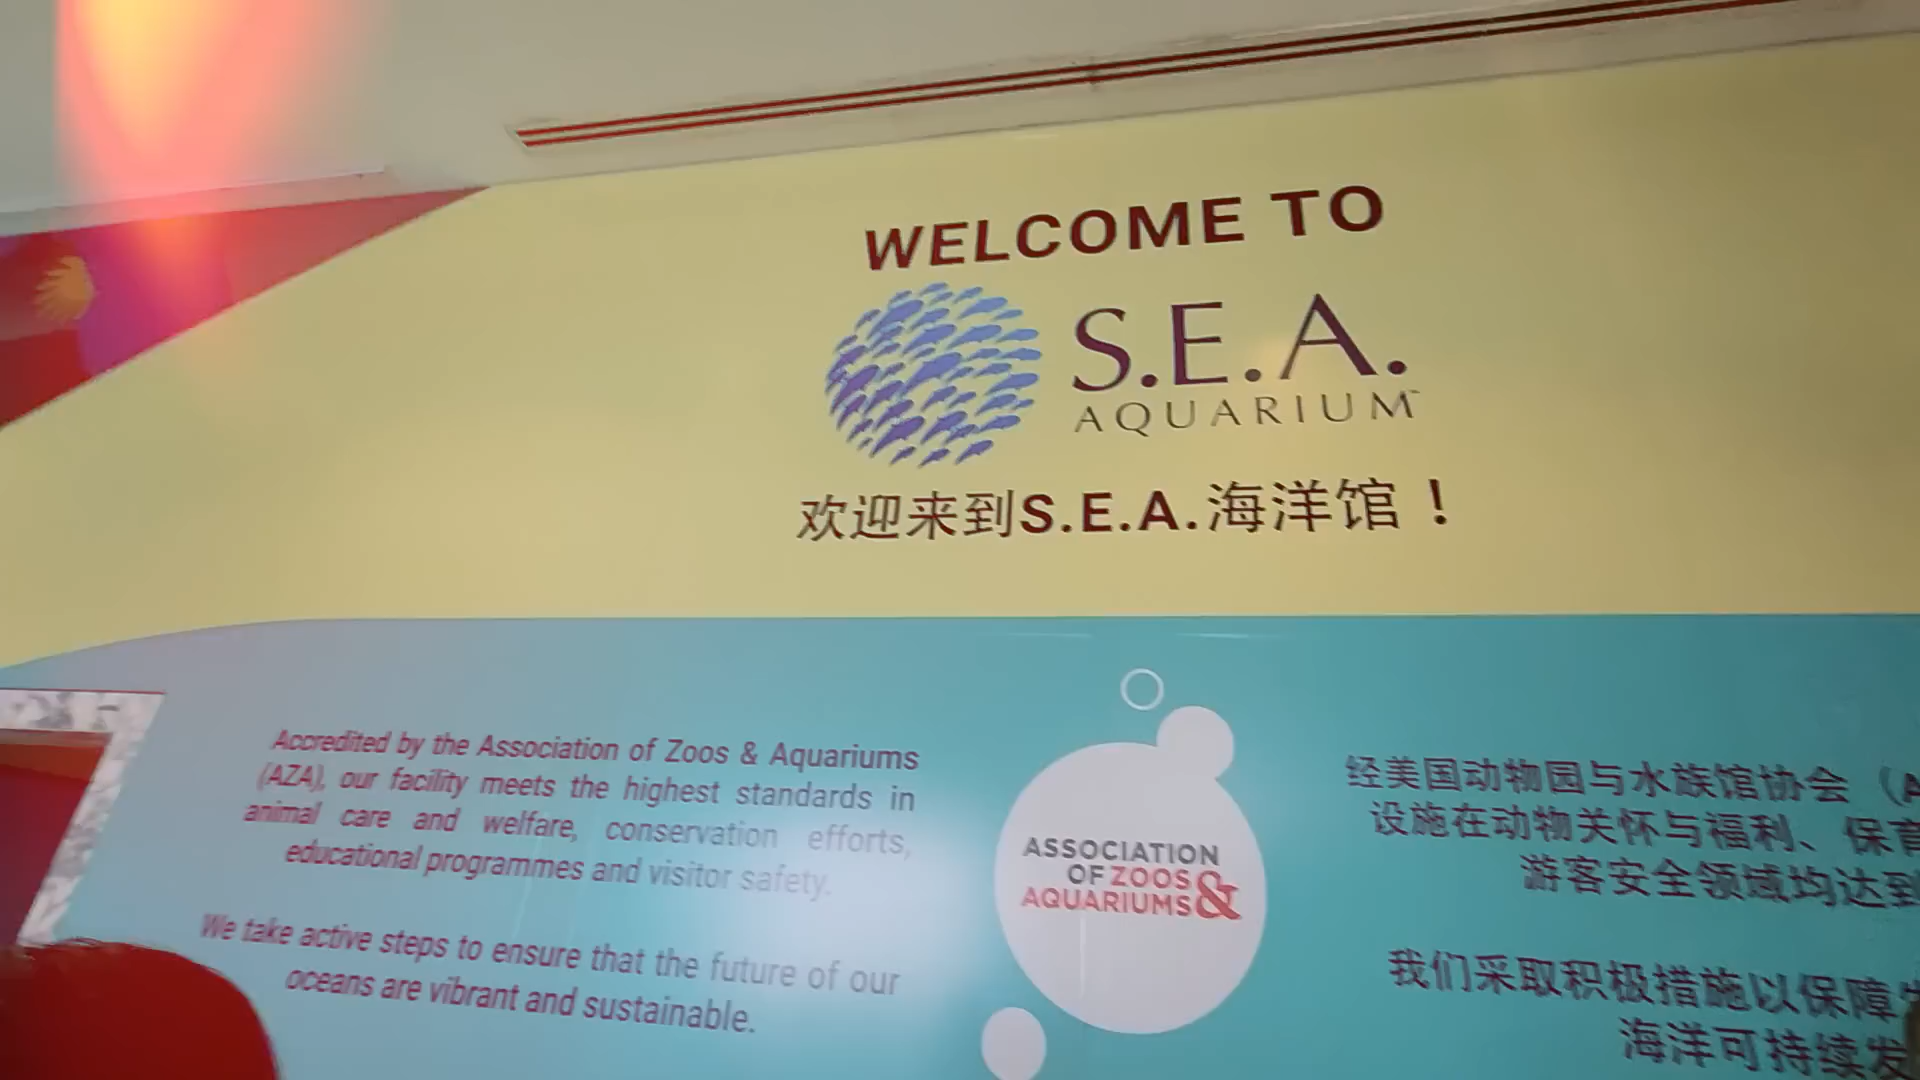 WELCOME TO
S.E.A.
AQUARIUM™
欢迎来到S.E.A.海洋馆！
Accredited by the Association of Zoos & Aquariums
(AZA), our facility meets the highest standards in
animal care and welfare, conservation efforts,
educational programmes and visitor safety.
We take active steps to ensure that the future of our
oceans are vibrant and sustainable.
ASSOCIATION
OF ZOOS &
AQUARIUMS
经美国动物园与水族馆协会（A
设施在动物关怀与福利、保育
游客安全领域均达到
我们采取积极措施以保障
海洋可持续发